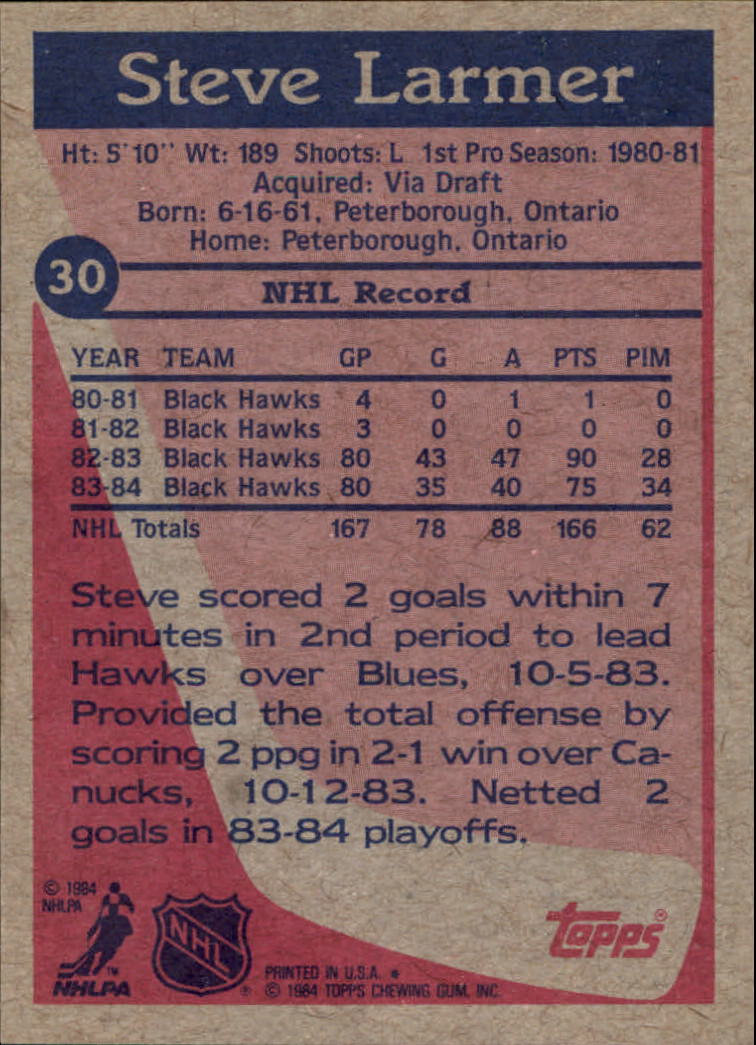 Steve Larmer
Ht: 5'10" Wt: 189 Shoots: L 1st Pro Season: 1980-81
Acquired: Via Draft
Born: 6-16-61, Peterborough, Ontario
Home: Peterborough, Ontario
30
NHL Record
YEAR TEAM GP G A PTS PIM
80-81 Black Hawks 4 0 1 1 0
81-82 Black Hawks 3 0 0 0 0
82-83 Black Hawks 80 43 47 90 28
83-84 Black Hawks 80 35 40 75 34
NHL Totals 167 78 88 166 62
Steve scored 2 goals within 7
minutes in 2nd period to lead
Hawks over Blues, 10-5-83.
Provided the total offense by
scoring 2 ppg in 2-1 win over Ca-
nucks, 10-12-83. Netted 2
goals in 83-84 playoffs.
© 1984
NHLPA
TM
NHLPA
NHL
®
topps®
PRINTED IN U.S.A. *
© 1984 TOPPS CHEWING GUM, INC.